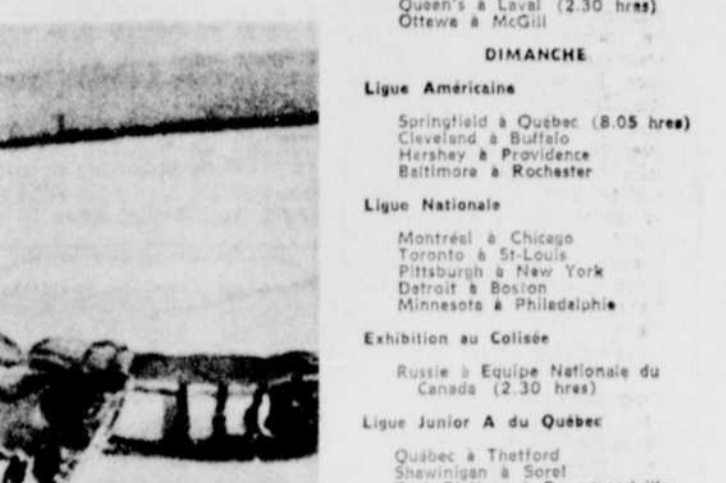 Queen's à Laval (2.30 hres)
Ottewe à McGill
DIMANCHE
Ligue Américaine
Springfield à Québec (8.05 hres)
Cleveland à Buffalo
Hershey à Providence
Baltimore à Rochester
Ligue Nationale
Montréal à Chicago
Toronto à St-Louis
Pittsburgh à New York
Detroit à Boston
Minnesota à Philadelphie
Exhibition au Colisée
Russie à Equipe Nationale du
Canada (2.30 hres)
Ligue Junior A du Québec
Québec à Thetford
Shawinigan à Sorel